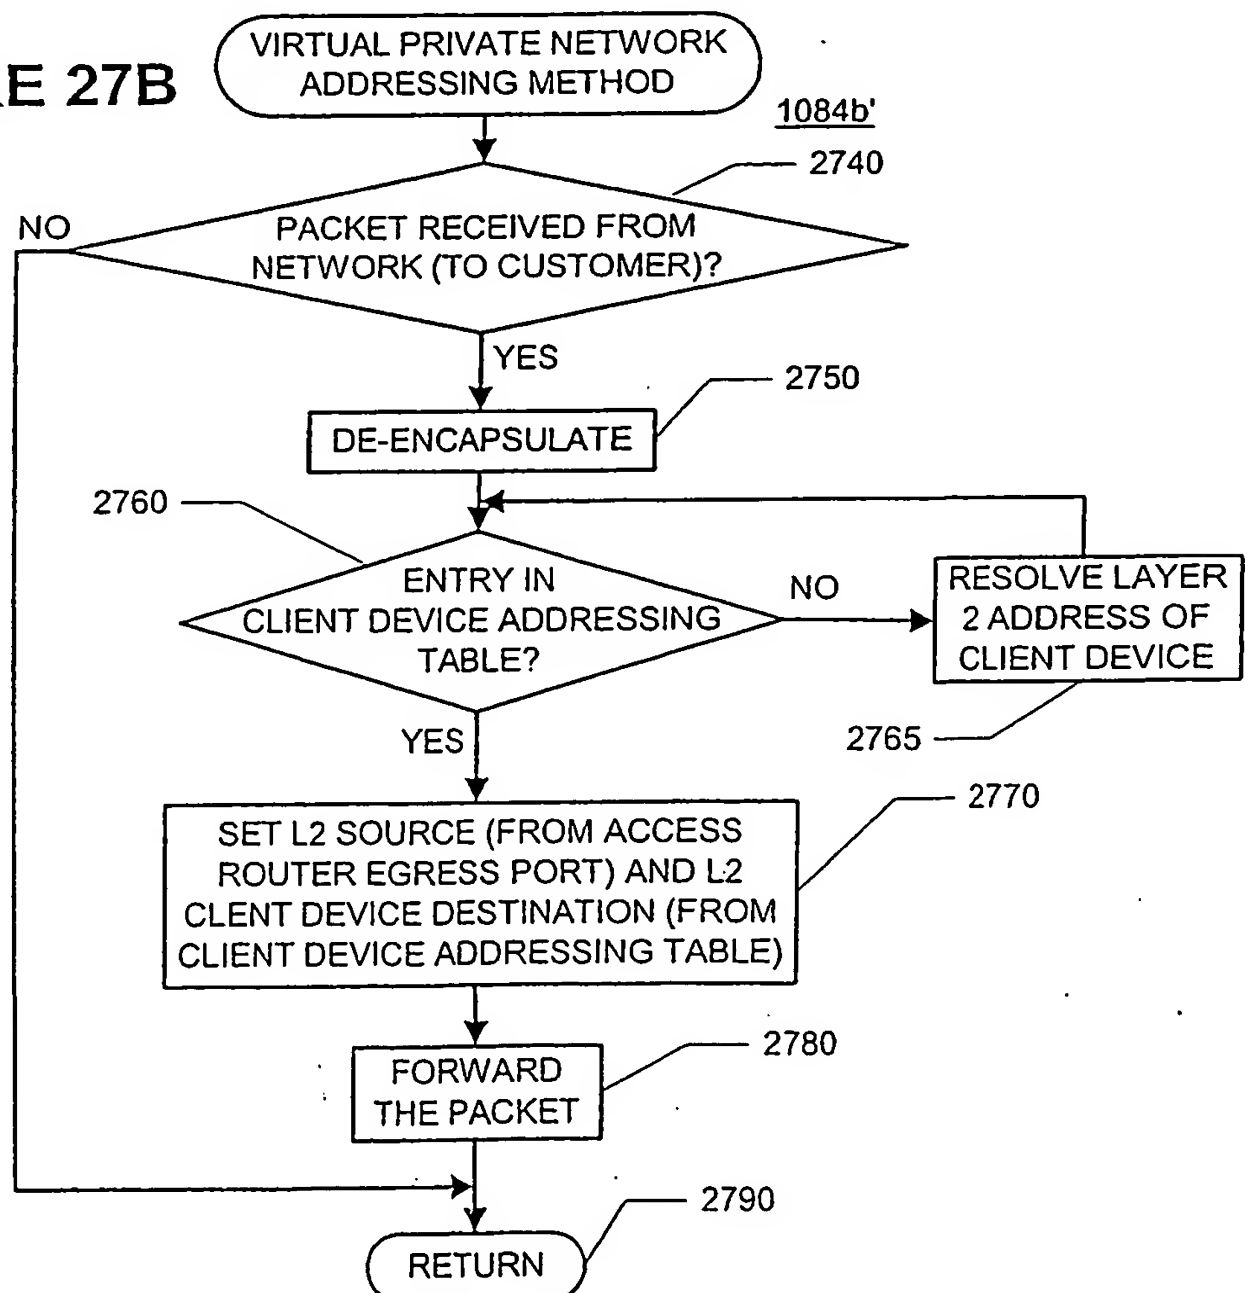 VIRTUAL PRIVATE NETWORK
ADDRESSING METHOD
E 27B
1084b'
2740
NO
PACKET RECEIVED FROM
NETWORK (TO CUSTOMER)?
YES
2750
DE-ENCAPSULATE
2760
ENTRY IN
CLIENT DEVICE ADDRESSING
TABLE?
NO
RESOLVE LAYER
2 ADDRESS OF
CLIENT DEVICE
2765
YES
2770
SET L2 SOURCE (FROM ACCESS
ROUTER EGRESS PORT) AND L2
CLENT DEVICE DESTINATION (FROM
CLIENT DEVICE ADDRESSING TABLE)
2780
FORWARD
THE PACKET
2790
RETURN